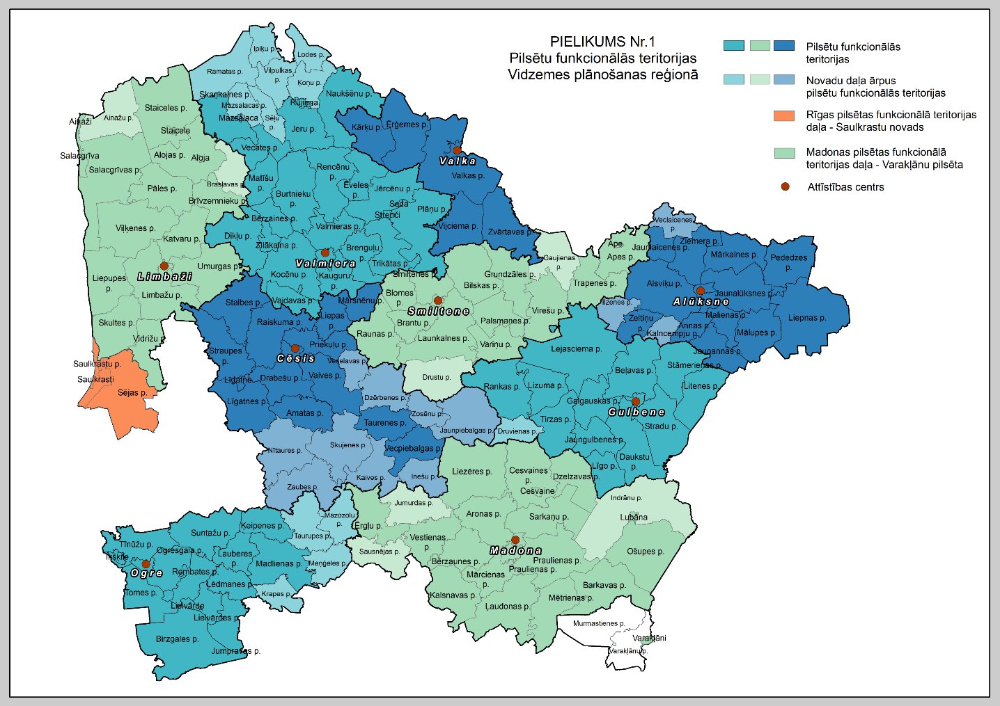 PIELIKUMS Nr.1
Pilsētu funkcionālās teritorijas
Vidzemes plānošanas reģionā
Pilsētu funkcionālās
teritorijas
Novadu daļa ārpus
pilsētu funkcionālās teritorijas
Rīgas pilsētas funkcionālā teritorijas
daļa - Saulkrastu novads
Madonas pilsētas funkcionālā
teritorijas daļa - Varakļānu pilsēta
Attīstības centrs
Ipiķu p.
Lodes p.
Ramatas p.
Vilpulkas
p.
Ķoņu p.
Skaņkalnes p.
Naukšēnu p.
Rūjiena
Mazsalacas p.
Mazsalaca
Sēļu
p.
Jeru p.
Staiceles p.
Ainaži
Ainažu p.
Staicele
Kārķu p.
Ērģemes p.
Vecates p.
Salacgrīva
Alojas p.
Aloja
Valka
Salacgrīvas p.
Rencēnu
p.
Valkas p.
Matīšu
p.
Braslavas p.
Pāles p.
Burtnieku
p.
Ēveles
p.
Jērcēnu p.
Brīvzemnieku p.
Seda
Plāņu p.
Strenči
Bērzaines p.
Viļķenes p.
Valmieras p.
Vijciema p.
Zvārtavas p.
Veclaicenes p.
Dikļu p.
Katvaru p.
Zilākalna p.
Brenguļu
p.
Ape
Jaunlaicenes p.
Ziemera p.
Valmiera
Trikātas p.
Gaujienas
p.
Apes p.
Mārkalnes p.
Pededzes
p.
Umurgas p.
Limbaži
Kocēnu p.
Kauguru
p.
Smiltenes p.
Grundzāles p.
Liepupes
p.
Bilskas p.
Trapenes p.
Alsviķu p.
Limbažu p.
Blomes
p.
Jaunalūksnes p.
Stalbes p.
Vaidavas p.
Mārsnēnu p.
Alūksne
Ilzenes p.
Smiltene
Virešu p.
Liepas
p.
Malienas p.
Zeltiņu
p.
Liepnas p.
Skultes p.
Raiskuma p.
Brantu p.
Palsmanes p.
Annas p.
Raunas p.
Launkalnes p.
Kalncempju p.
Mālupes p.
Vidrižu p.
Priekuļu p.
Variņu p.
Lejasciema p.
Straupes
p.
Jaunannas p.
Cēsis
Veselavas p.
Saulkrastu p.
Stāmerienas p.
Beļavas p.
Saulkrasti
Līgatne
Drabešu p.
Vaives p.
Drustu p.
Rankas p.
Lizuma p.
Litenes p.
Sējas p.
Līgatnes p.
Dzērbenes p.
Galgauskas p.
Amatas p.
Zosēnu p.
Gulbene
Taurenes p.
Tirzas p.
Stradu p.
Jaunpiebalgas p.
Druvienas p.
Nītaures p.
Skujenes p.
Vecpiebalgas p.
Jaungulbenes p.
Daukstu
p.
Līgo p.
Liezēres p.
Cesvaines
p.
Dzelzavas p.
Zaubes p.
Kaives p.
Inešu p.
Cesvaine
Indrānu p.
Jumurdas p.
Mazozolu
p.
Aronas p.
Sarkaņu p.
Lubāna
Ķeipenes p.
Ērgļu p.
Suntažu p.
Taurupes p.
Vestienas
p.
Tīnūžu p.
Ogresgala p.
Lauberes
p.
Sausnējas p.
Madona
Ošupes p.
Ikšķile
Madlienas p.
Meņģeles p.
Bērzaunes p.
Praulienas p.
Ogre
Rembates p.
Mārcienas
p.
Praulienas p.
Lēdmanes p.
Barkavas p.
Tomes p.
Krapes p.
Kalsnavas p.
Mētrienas p.
Lielvārde
Ļaudonas p.
Lielvārdes p.
Murmastienes p.
Birzgales p.
Varakļāni
Jumpravas p.
Varakļānu p.